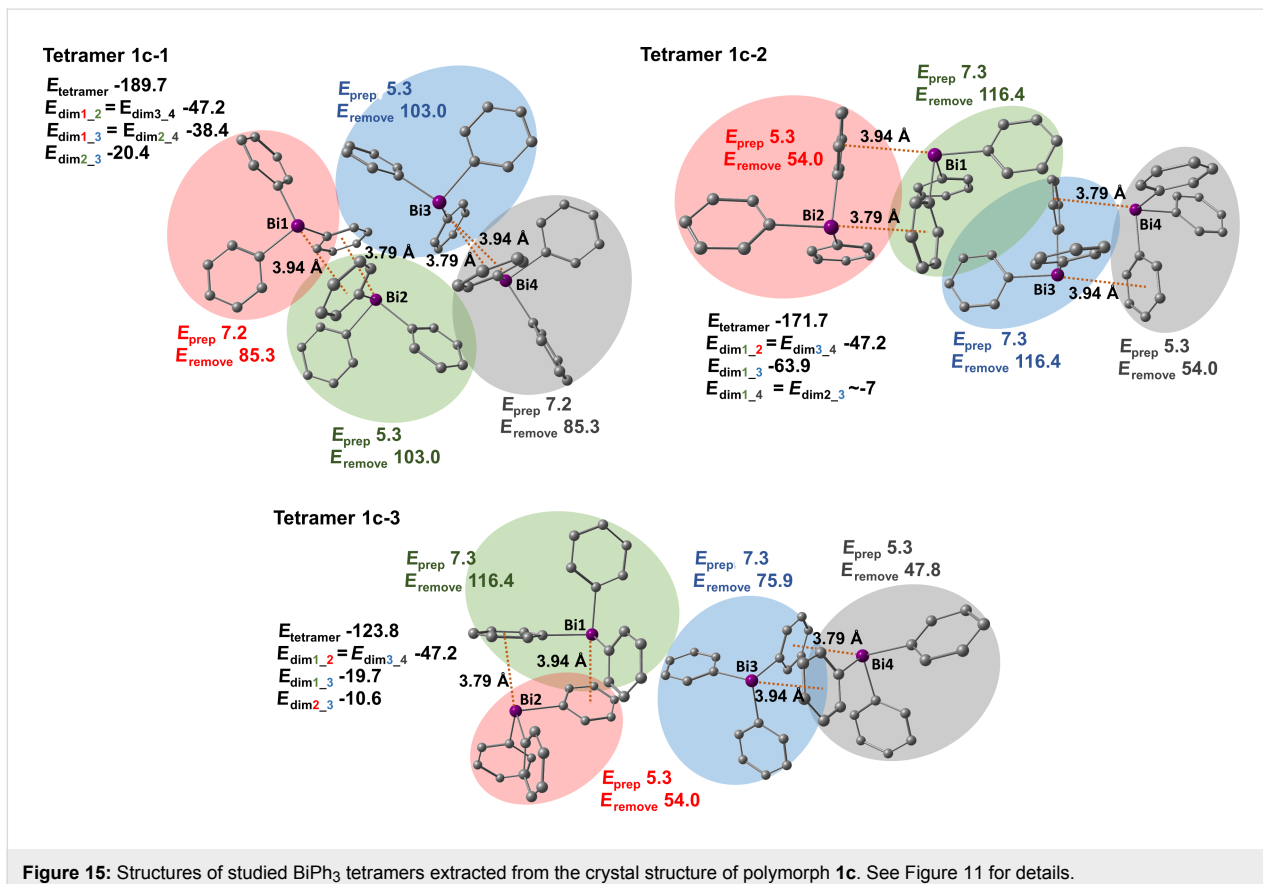 Tetramer 1c-1
Etetramer -189.7
Edim1_2 = Edim3_4 -47.2
Edim1_3 = Edim2_4 -38.4
Edim2_3 -20.4
Eprep 5.3
Eremove 103.0
Bi1
Bi3
3.94 Å
3.79 Å
3.94 Å
3.79 Å
Bi2
Bi4
Eprep 7.2
Eremove 85.3
Eprep 5.3
Eremove 103.0
Eprep 7.2
Eremove 85.3
Tetramer 1c-2
Eprep 7.3
Eremove 116.4
Eprep 5.3
Eremove 54.0
3.94 Å
Bi1
Bi2
3.79 Å
3.79 Å
Bi4
Bi3
3.94 Å
Etetramer -171.7
Edim1_2 = Edim3_4 -47.2
Edim1_3 -63.9
Edim1_4 = Edim2_3 ~-7
Eprep 7.3
Eremove 116.4
Eprep 5.3
Eremove 54.0
Tetramer 1c-3
Eprep 7.3
Eremove 116.4
Etetramer -123.8
Edim1_2 = Edim3_4 -47.2
Edim1_3 -19.7
Edim2_3 -10.6
Bi1
3.94 Å
3.79 Å
Bi2
Eprep 5.3
Eremove 54.0
Eprep 7.3
Eremove 75.9
Eprep 5.3
Eremove 47.8
3.79 Å
Bi4
Bi3
3.94 Å
Figure 15: Structures of studied BiPh3 tetramers extracted from the crystal structure of polymorph 1c. See Figure 11 for details.